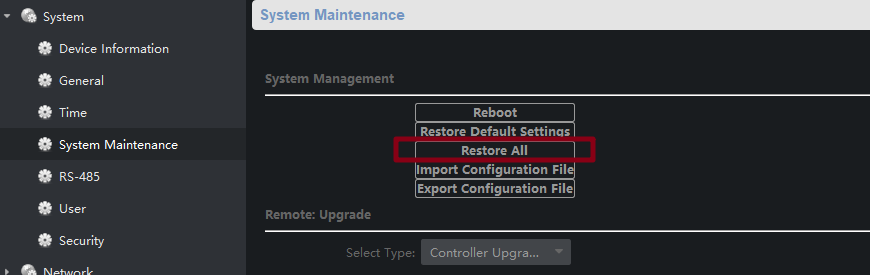 System
Device Information
General
Time
System Maintenance
RS-485
User
Security
Network
System Maintenance
System Management
Reboot
Restore Default Settings
Restore All
Import Configuration File
Export Configuration File
Remote: Upgrade
Select Type: Controller Upgra...